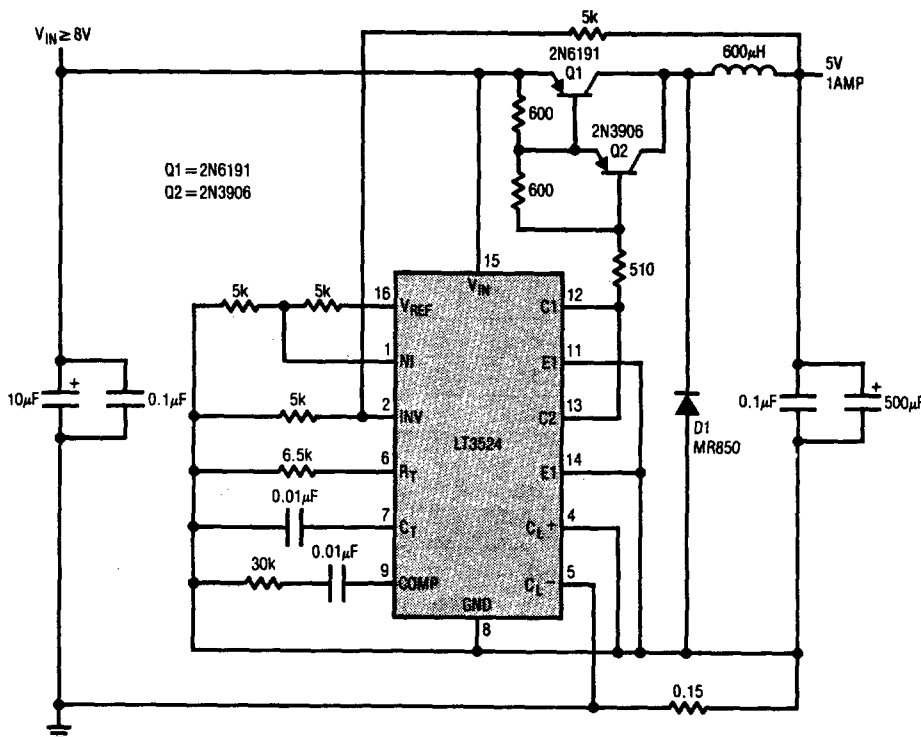 5k
V_IN ≥ 8V
2N6191
Q1
600μH
5V
1AMP
600
2N3906
Q2
Q1 = 2N6191
Q2 = 2N3906
600
510
15
V_IN
5k
5k
16
V_REF
C1
12
1
NI
E1
11
10μF
+
0.1μF
5k
2
INV
C2
13
LT3524
D1
MR850
0.1μF
+
500μF
6.5k
6
R_T
E1
14
0.01μF
7
C_T
C_L+
4
30k
0.01μF
9
COMP
C_L-
5
GND
8
0.15